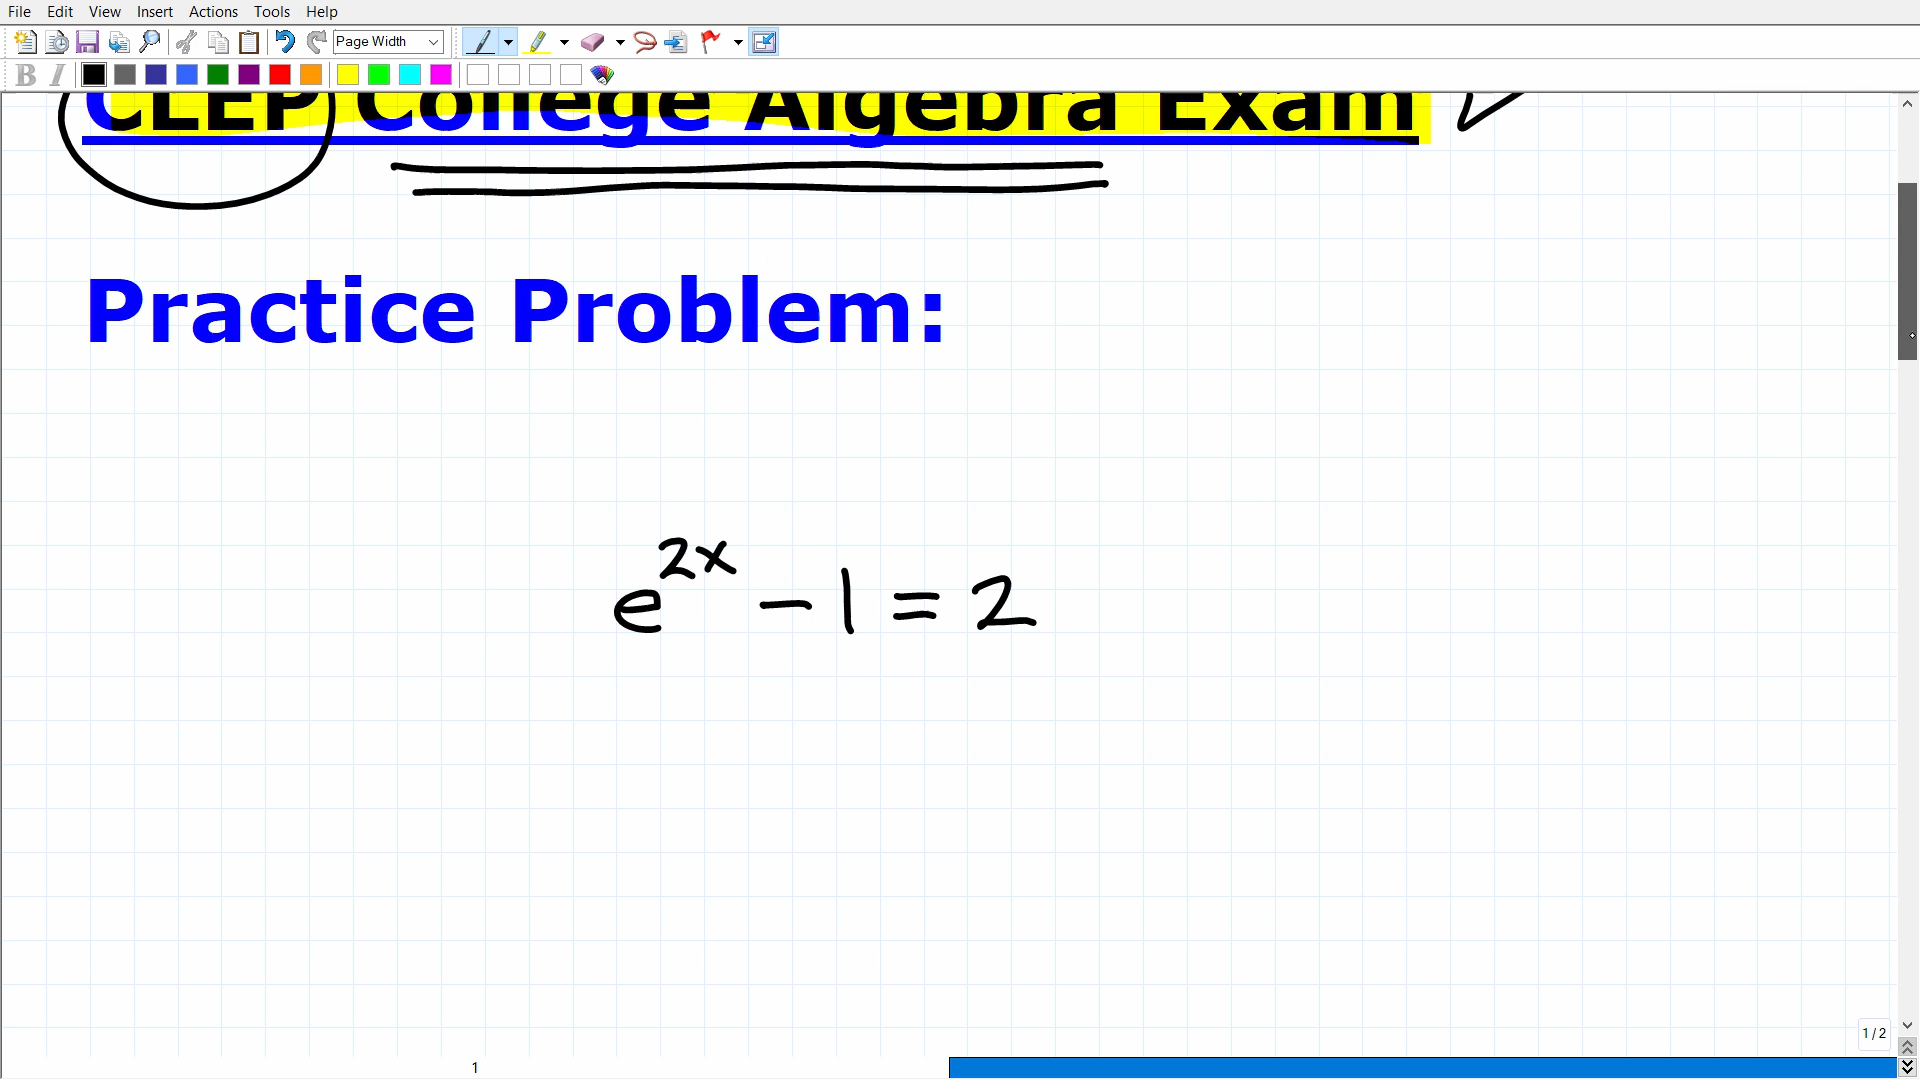 File Edit View Insert Actions Tools Help
Page Width
B I
CLEP College Algebra Exam
Practice Problem:
e^{2x} - 1 = 2
1 / 2
1